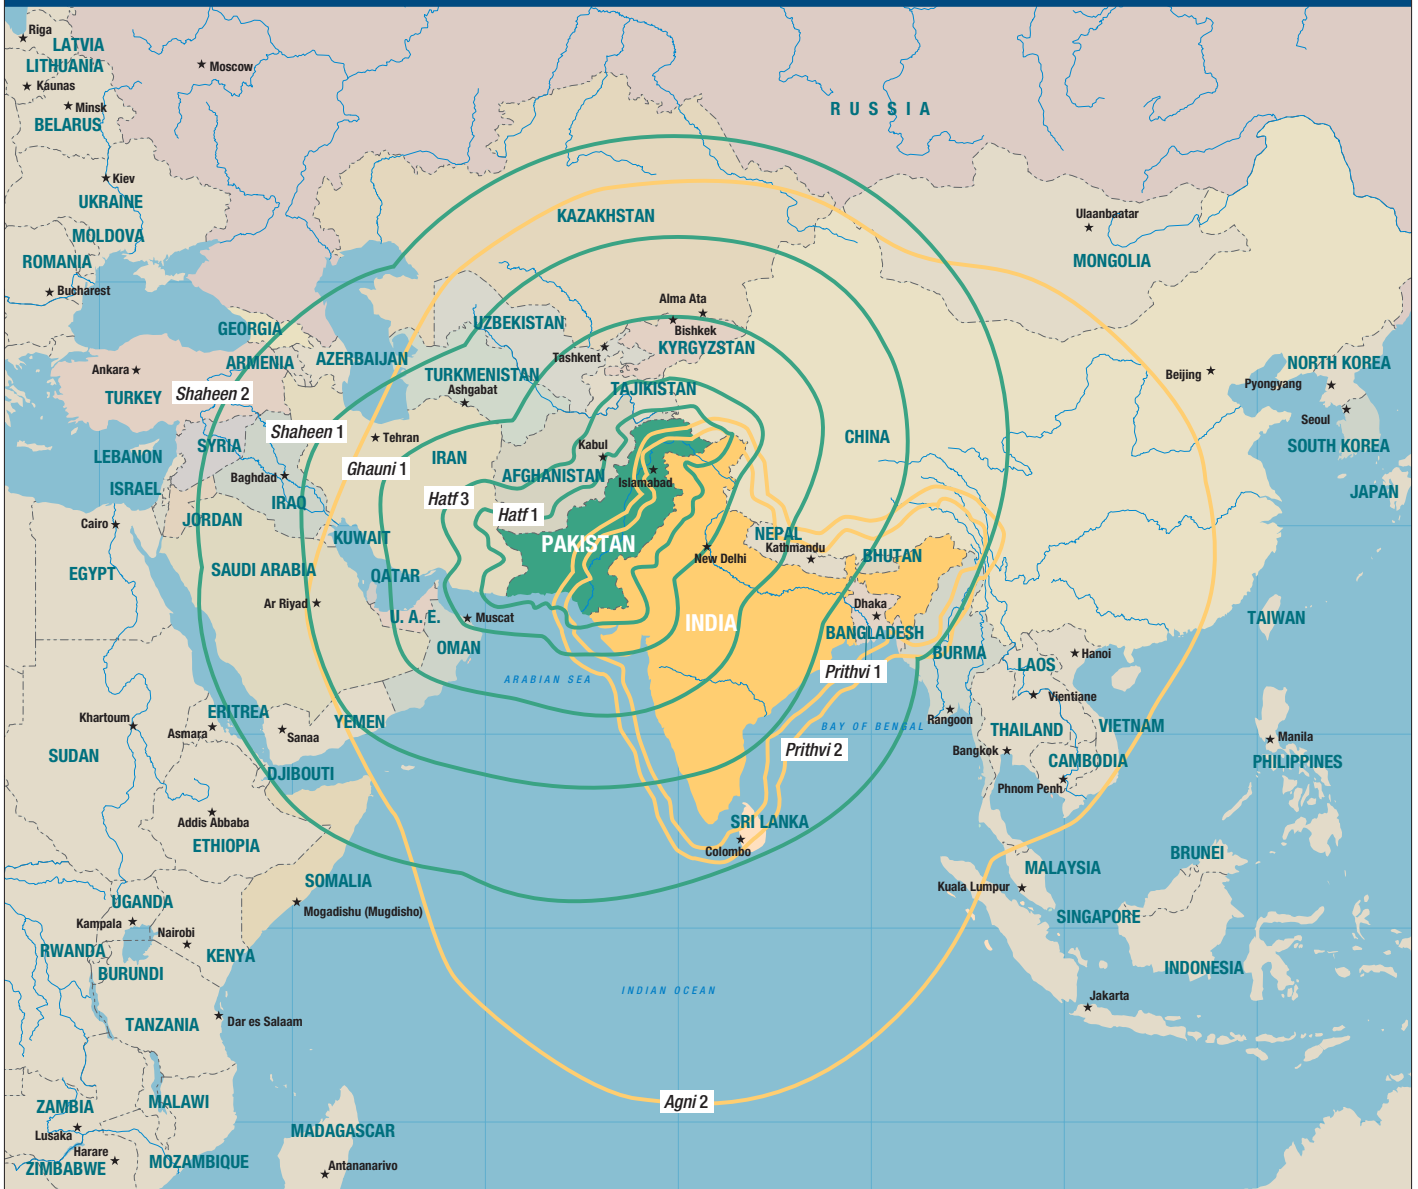 Riga
LATVIA
LITHUANIA
Kaunas
Moscow
Minsk
BELARUS
RUSSIA
Kiev
UKRAINE
KAZAKHSTAN
Ulaanbaatar
MOLDOVA
ROMANIA
MONGOLIA
Bucharest
Alma Ata
UZBEKISTAN
Bishkek
GEORGIA
Tashkent
KYRGYZSTAN
ARMENIA
AZERBAIJAN
NORTH KOREA
Ankara
TURKMENISTAN
Beijing
Pyongyang
Ashgabat
TAJIKISTAN
TURKEY
Shaheen 2
Seoul
Shaheen 1
Tehran
CHINA
SYRIA
Kabul
SOUTH KOREA
LEBANON
IRAN
Ghauni 1
Baghdad
AFGHANISTAN
Islamabad
ISRAEL
JAPAN
Hatf 3
IRAQ
Hatf 1
JORDAN
Cairo
KUWAIT
PAKISTAN
NEPAL
Kathmandu
New Delhi
BHUTAN
EGYPT
SAUDI ARABIA
QATAR
Ar Riyad
Dhaka
U. A. E.
Muscat
INDIA
TAIWAN
BANGLADESH
OMAN
BURMA
Hanoi
LAOS
Prithvi 1
ARABIAN SEA
Vientiane
ERITREA
Khartoum
YEMEN
Rangoon
BAY OF BENGAL
THAILAND
VIETNAM
Asmara
Sanaa
Manila
Prithvi 2
Bangkok
SUDAN
CAMBODIA
PHILIPPINES
DJIBOUTI
Phnom Penh
Addis Abbaba
SRI LANKA
ETHIOPIA
Colombo
BRUNEI
MALAYSIA
SOMALIA
Kuala Lumpur
UGANDA
Mogadishu (Mugdisho)
SINGAPORE
Kampala
Nairobi
RWANDA
KENYA
BURUNDI
INDONESIA
INDIAN OCEAN
Jakarta
TANZANIA
Dar es Salaam
Agni 2
ZAMBIA
MALAWI
Lusaka
MADAGASCAR
Harare
MOZAMBIQUE
ZIMBABWE
Antananarivo